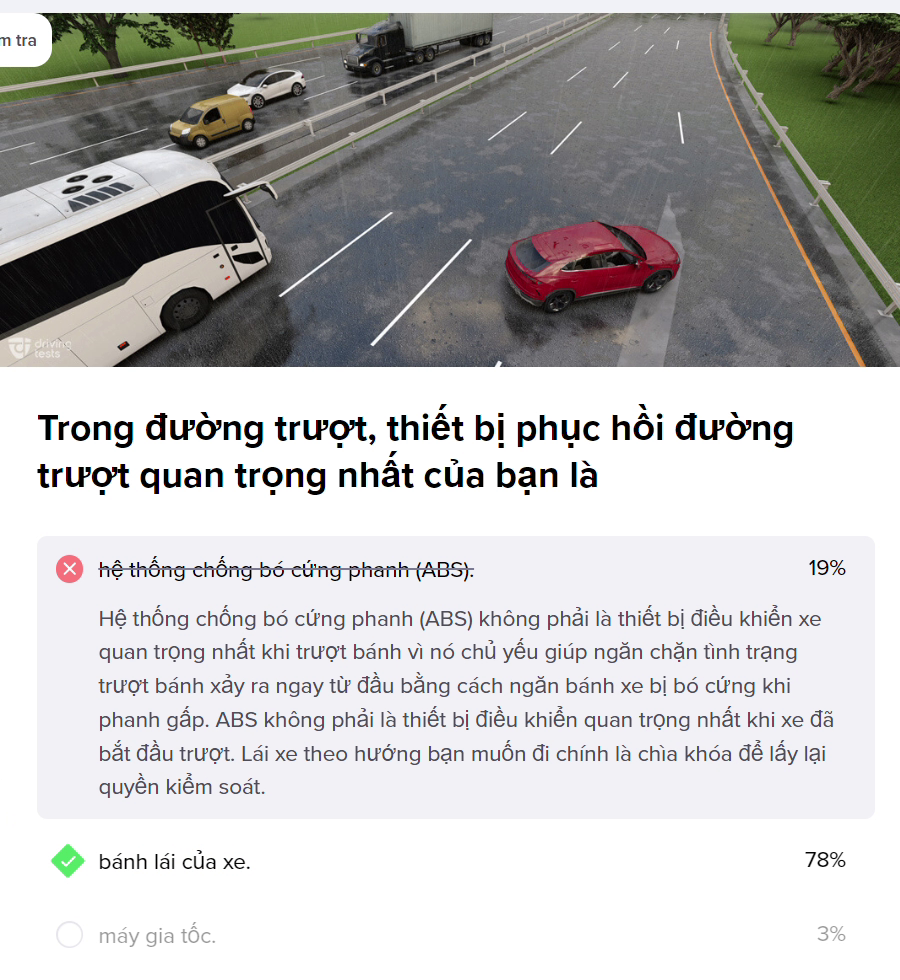 m tra
driving
tests
Trong đường trượt, thiết bị phục hồi đường
trượt quan trọng nhất của bạn là
hệ thống chống bó cứng phanh (ABS). 19%
Hệ thống chống bó cứng phanh (ABS) không phải là thiết bị điều khiển xe
quan trọng nhất khi trượt bánh vì nó chủ yếu giúp ngăn chặn tình trạng
trượt bánh xảy ra ngay từ đầu bằng cách ngăn bánh xe bị bó cứng khi
phanh gấp. ABS không phải là thiết bị điều khiển quan trọng nhất khi xe đã
bắt đầu trượt. Lái xe theo hướng bạn muốn đi chính là chìa khóa để lấy lại
quyền kiểm soát.
bánh lái của xe. 78%
máy gia tốc. 3%